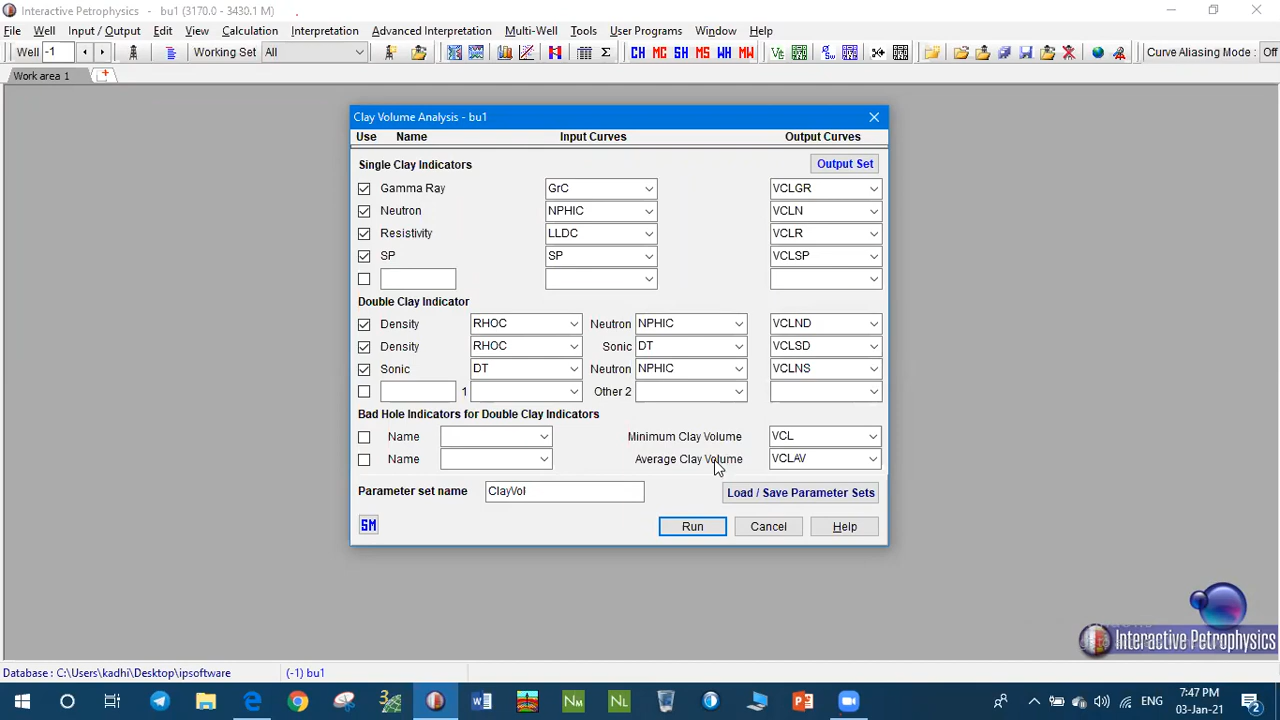 Interactive Petrophysics - bu1 (3170.0 - 3430.1 M)
File Well Input / Output Edit View Calculation Interpretation Advanced Interpretation Multi-Well Tools User Programs Window Help
Well -1 Working Set All CH MC SH MS WH MW Curve Aliasing Mode : Off
Work area 1
Clay Volume Analysis - bu1
Use Name Input Curves Output Curves
Single Clay Indicators Output Set
Gamma Ray GrC VCLGR
Neutron NPHIC VCLN
Resistivity LLDC VCLR
SP SP VCLSP
Double Clay Indicator
Density RHOC Neutron NPHIC VCLND
Density RHOC Sonic DT VCLSD
Sonic DT Neutron NPHIC VCLNS
1 Other 2
Bad Hole Indicators for Double Clay Indicators
Name Minimum Clay Volume VCL
Name Average Clay Volume VCLAV
Parameter set name ClayVol Load / Save Parameter Sets
SM Run Cancel Help
Interactive Petrophysics
Database : C:\Users\kadhi\Desktop\ipsoftware (-1) bu1
ENG 7:47 PM
03-Jan-21